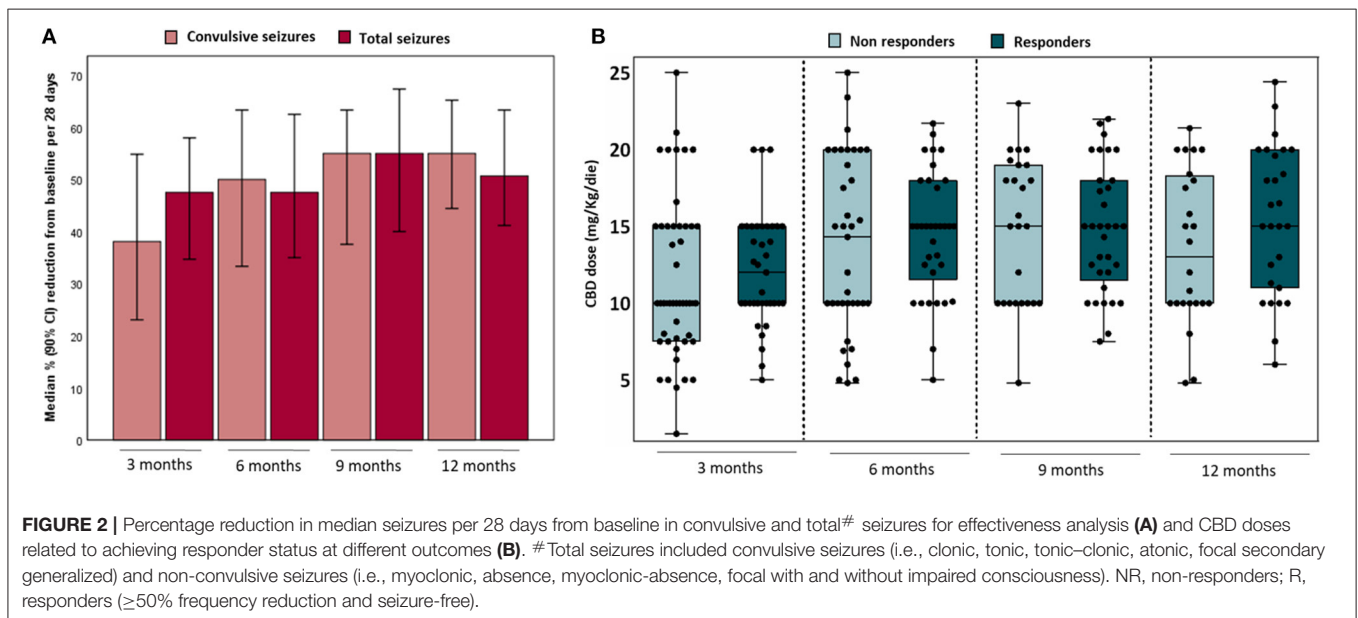 A
Convulsive seizures
Total seizures
Median % (90% CI) reduction from baseline per 28 days
70
60
50
40
30
20
10
0
3 months
6 months
9 months
12 months
B
Non responders
Responders
CBD dose (mg/Kg/die)
25
20
15
10
5
3 months
6 months
9 months
12 months
FIGURE 2 | Percentage reduction in median seizures per 28 days from baseline in convulsive and total# seizures for effectiveness analysis (A) and CBD doses
related to achieving responder status at different outcomes (B). #Total seizures included convulsive seizures (i.e., clonic, tonic, tonic–clonic, atonic, focal secondary
generalized) and non-convulsive seizures (i.e., myoclonic, absence, myoclonic-absence, focal with and without impaired consciousness). NR, non-responders; R,
responders (≥50% frequency reduction and seizure-free).